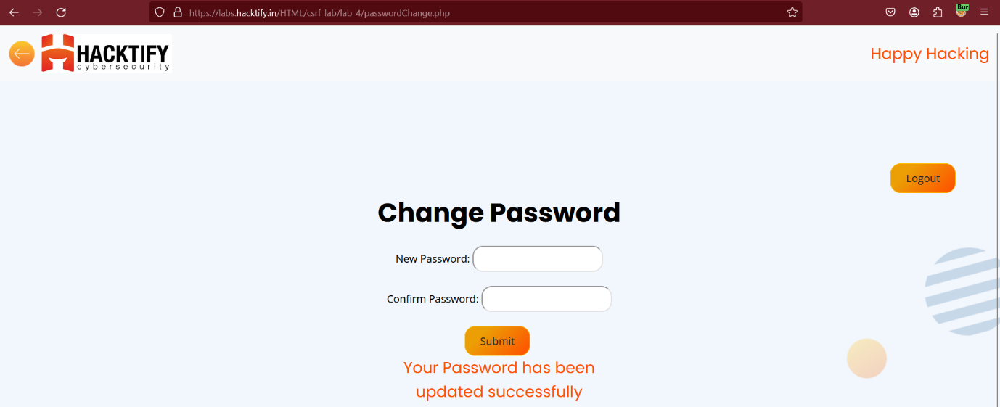 https://labs.hacktify.in/HTML/csrf_lab/lab_4/passwordChange.php
Bur
HACKTIFY
cybersecurity
Happy Hacking
Logout
Change Password
New Password:
Confirm Password:
Submit
Your Password has been
updated successfully